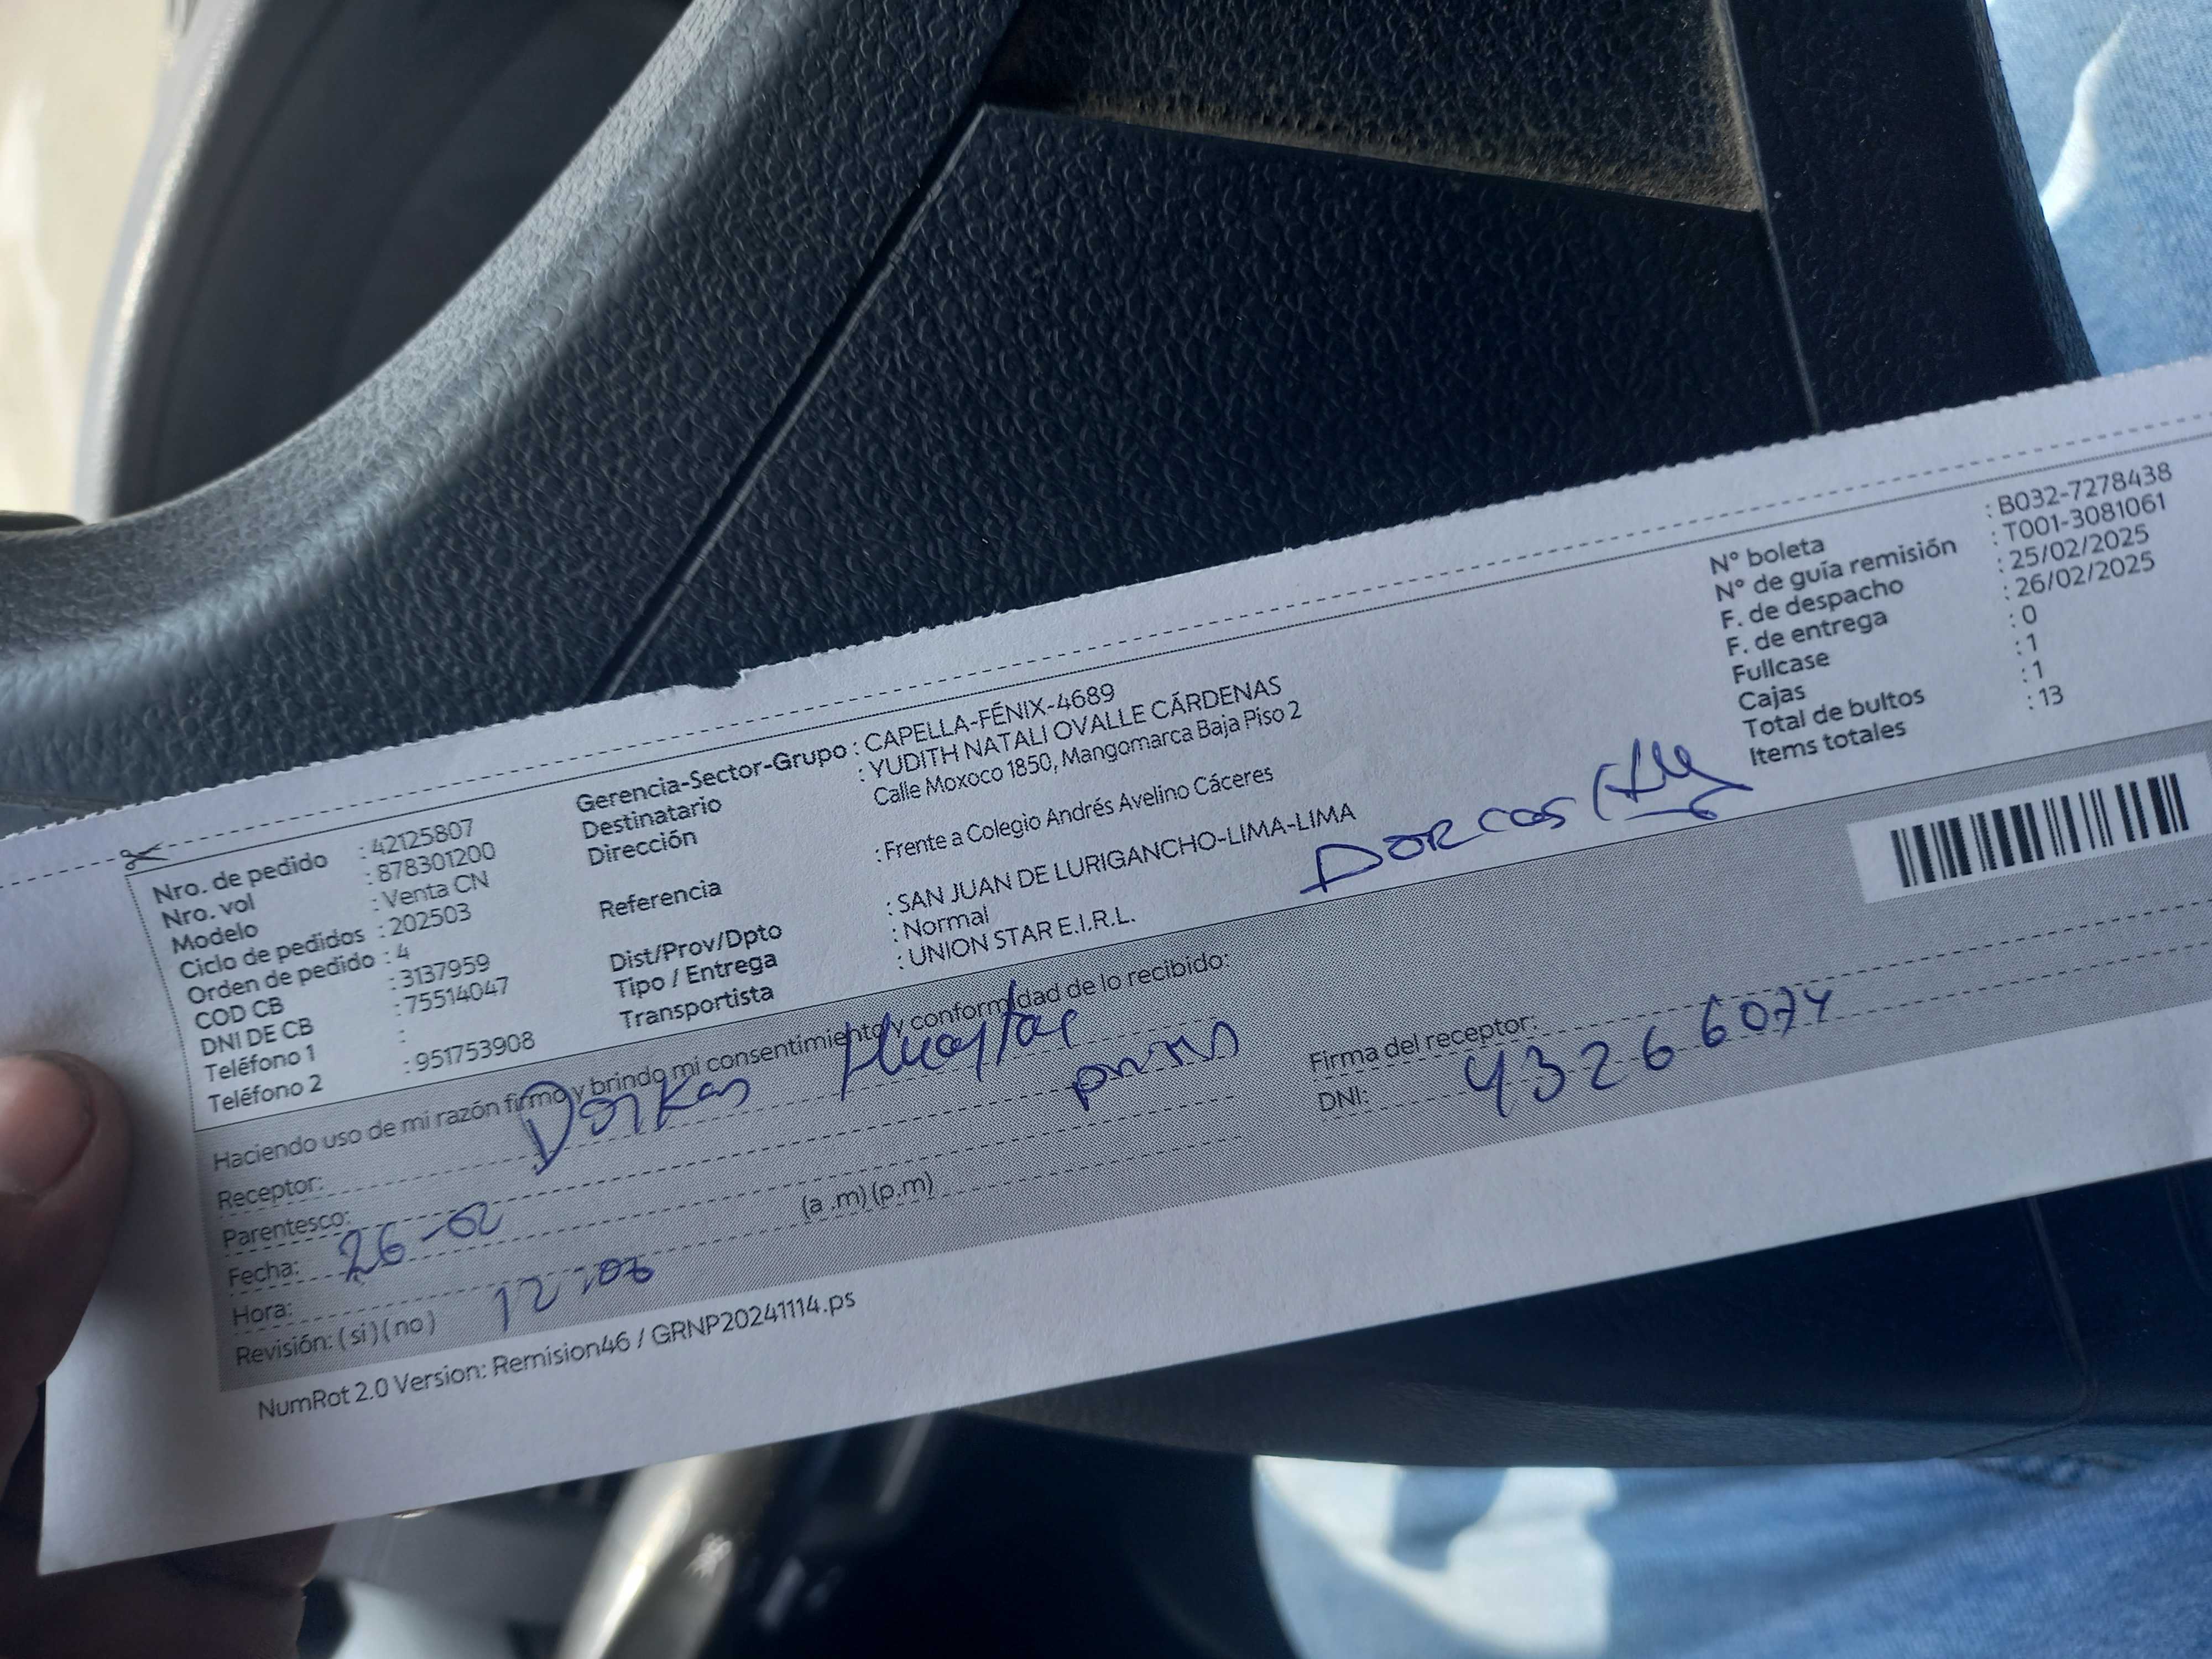 Nro. de pedido : 42125807
Nro. vol : 878301200
Modelo : Venta CN
Ciclo de pedidos : 202503
Orden de pedido : 4
COD CB : 3137959
DNI DE CB : 75514047
Teléfono 1 :
Teléfono 2 : 951753908
Gerencia-Sector-Grupo : CAPELLA-FÉNIX-4689
Destinatario : YUDITH NATALI OVALLE CÁRDENAS
Dirección Calle Moxoco 1850, Mangomarca Baja Piso 2
Referencia : Frente a Colegio Andrés Avelino Cáceres
Dist/Prov/Dpto : SAN JUAN DE LURIGANCHO-LIMA-LIMA
Tipo / Entrega : Normal
Transportista : UNION STAR E.I.R.L.
N° boleta : B032-7278438
N° de guía remisión : T001-3081061
F. de despacho : 25/02/2025
F. de entrega : 26/02/2025
Fullcase : 0
Cajas : 1
Total de bultos : 1
Items totales : 13
Haciendo uso de mi razón firmo y brindo mi consentimiento y conformidad de lo recibido:
Receptor: Dorkas
Parentesco:
Fecha: 26-02
Hora: (a .m) (p.m)
Revisión: ( si ) ( no )
Dorcas
Firma del receptor:
DNI: 43266074
NumRot 2.0 Version: Remision46 / GRNP20241114.ps